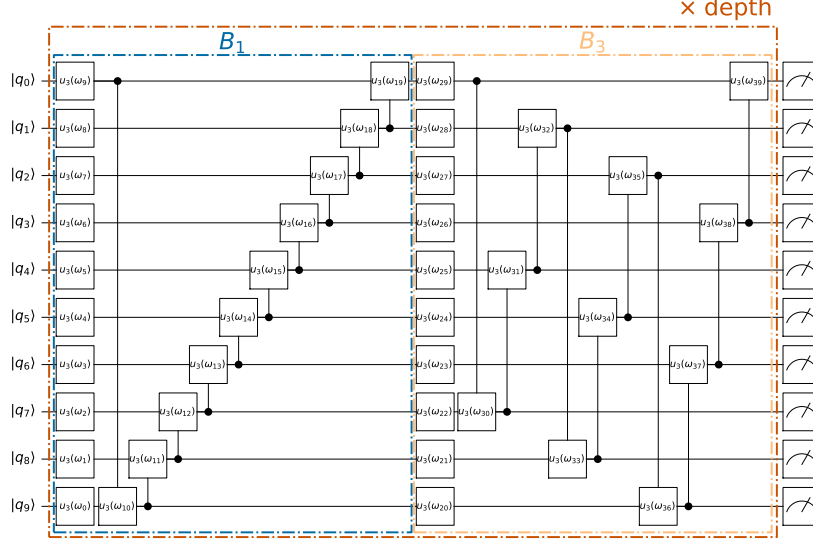 × depth
B₁ B₃
|q₀⟩ u₃(ω₉) u₃(ω₁₉) u₃(ω₂₉) u₃(ω₃₉)
|q₁⟩ u₃(ω₈) u₃(ω₁₈) u₃(ω₂₈) u₃(ω₃₂)
|q₂⟩ u₃(ω₇) u₃(ω₁₇) u₃(ω₂₇) u₃(ω₃₅)
|q₃⟩ u₃(ω₆) u₃(ω₁₆) u₃(ω₂₆) u₃(ω₃₈)
|q₄⟩ u₃(ω₅) u₃(ω₁₅) u₃(ω₂₅) u₃(ω₃₁)
|q₅⟩ u₃(ω₄) u₃(ω₁₄) u₃(ω₂₄) u₃(ω₃₄)
|q₆⟩ u₃(ω₃) u₃(ω₁₃) u₃(ω₂₃) u₃(ω₃₇)
|q₇⟩ u₃(ω₂) u₃(ω₁₂) u₃(ω₂₂) u₃(ω₃₀)
|q₈⟩ u₃(ω₁) u₃(ω₁₁) u₃(ω₂₁) u₃(ω₃₃)
|q₉⟩ u₃(ω₀) u₃(ω₁₀) u₃(ω₂₀) u₃(ω₃₆)